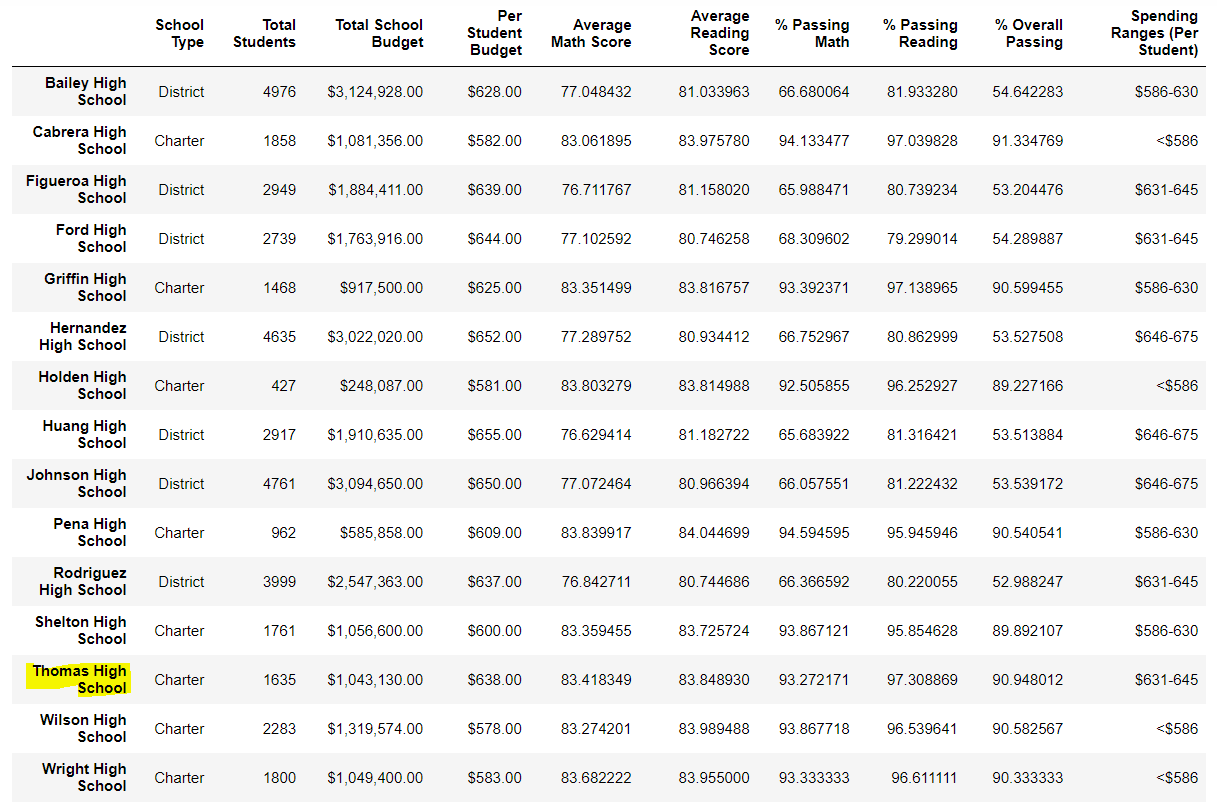 School Type Total Students Total School Budget Per Student Budget Average Math Score Average Reading Score % Passing Math % Passing Reading % Overall Passing Spending Ranges (Per Student)
Bailey High School District 4976 $3,124,928.00 $628.00 77.048432 81.033963 66.680064 81.933280 54.642283 $586-630
Cabrera High School Charter 1858 $1,081,356.00 $582.00 83.061895 83.975780 94.133477 97.039828 91.334769 <$586
Figueroa High School District 2949 $1,884,411.00 $639.00 76.711767 81.158020 65.988471 80.739234 53.204476 $631-645
Ford High School District 2739 $1,763,916.00 $644.00 77.102592 80.746258 68.309602 79.299014 54.289887 $631-645
Griffin High School Charter 1468 $917,500.00 $625.00 83.351499 83.816757 93.392371 97.138965 90.599455 $586-630
Hernandez High School District 4635 $3,022,020.00 $652.00 77.289752 80.934412 66.752967 80.862999 53.527508 $646-675
Holden High School Charter 427 $248,087.00 $581.00 83.803279 83.814988 92.505855 96.252927 89.227166 <$586
Huang High School District 2917 $1,910,635.00 $655.00 76.629414 81.182722 65.683922 81.316421 53.513884 $646-675
Johnson High School District 4761 $3,094,650.00 $650.00 77.072464 80.966394 66.057551 81.222432 53.539172 $646-675
Pena High School Charter 962 $585,858.00 $609.00 83.839917 84.044699 94.594595 95.945946 90.540541 $586-630
Rodriguez High School District 3999 $2,547,363.00 $637.00 76.842711 80.744686 66.366592 80.220055 52.988247 $631-645
Shelton High School Charter 1761 $1,056,600.00 $600.00 83.359455 83.725724 93.867121 95.854628 89.892107 $586-630
Thomas High School Charter 1635 $1,043,130.00 $638.00 83.418349 83.848930 93.272171 97.308869 90.948012 $631-645
Wilson High School Charter 2283 $1,319,574.00 $578.00 83.274201 83.989488 93.867718 96.539641 90.582567 <$586
Wright High School Charter 1800 $1,049,400.00 $583.00 83.682222 83.955000 93.333333 96.611111 90.333333 <$586